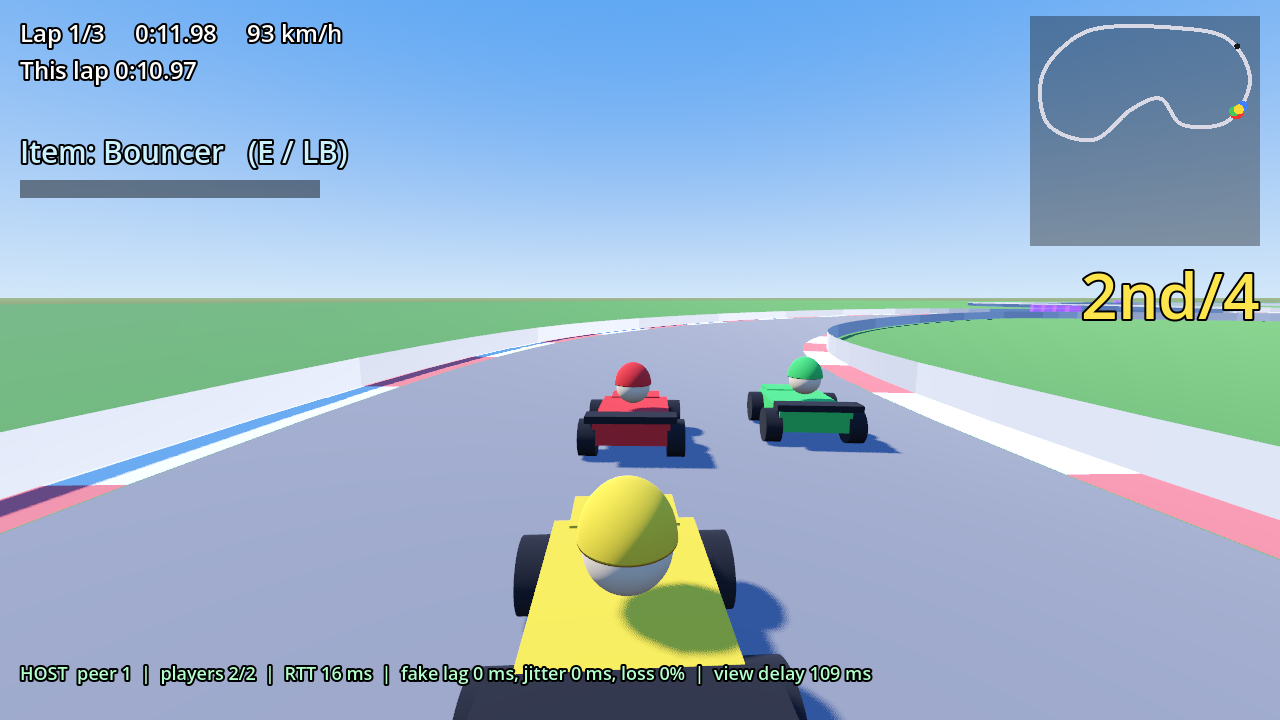 Lap 1/3 0:11.98 93 km/h
This lap 0:10.97
Item: Bouncer (E / LB)
2nd/4
HOST peer 1 | players 2/2 | RTT 16 ms | fake lag 0 ms, jitter 0 ms, loss 0% | view delay 109 ms